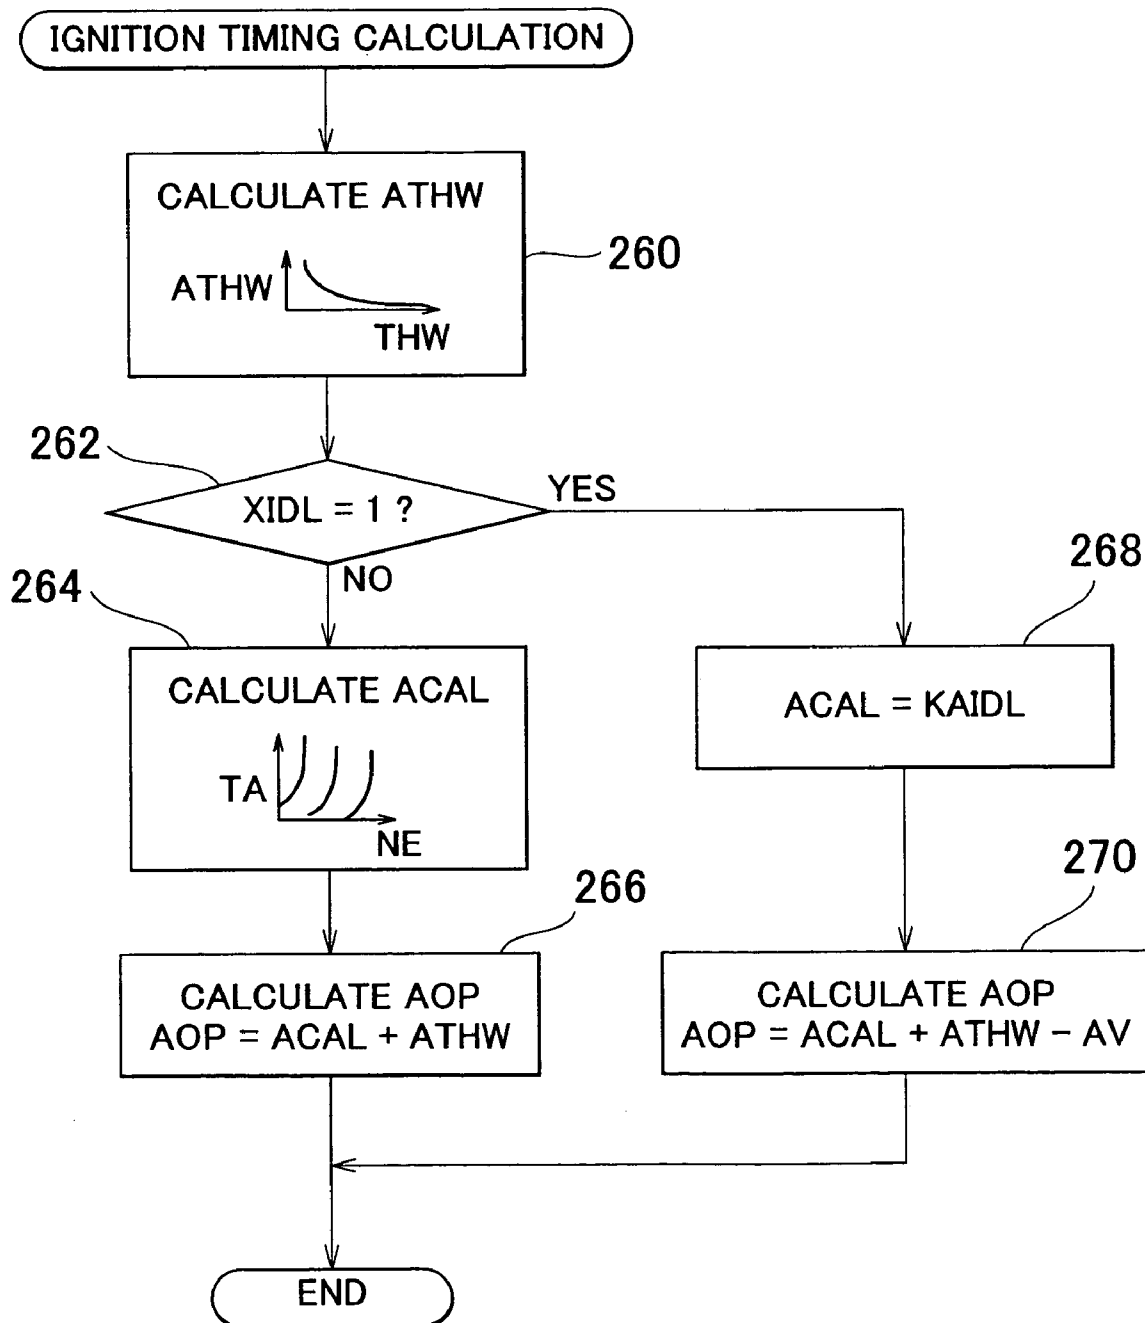 IGNITION TIMING CALCULATION
CALCULATE ATHW
ATHW
THW
260
262
XIDL = 1 ?
YES
NO
264
CALCULATE ACAL
TA
NE
268
ACAL = KAIDL
266
CALCULATE AOP
AOP = ACAL + ATHW
270
CALCULATE AOP
AOP = ACAL + ATHW − AV
END